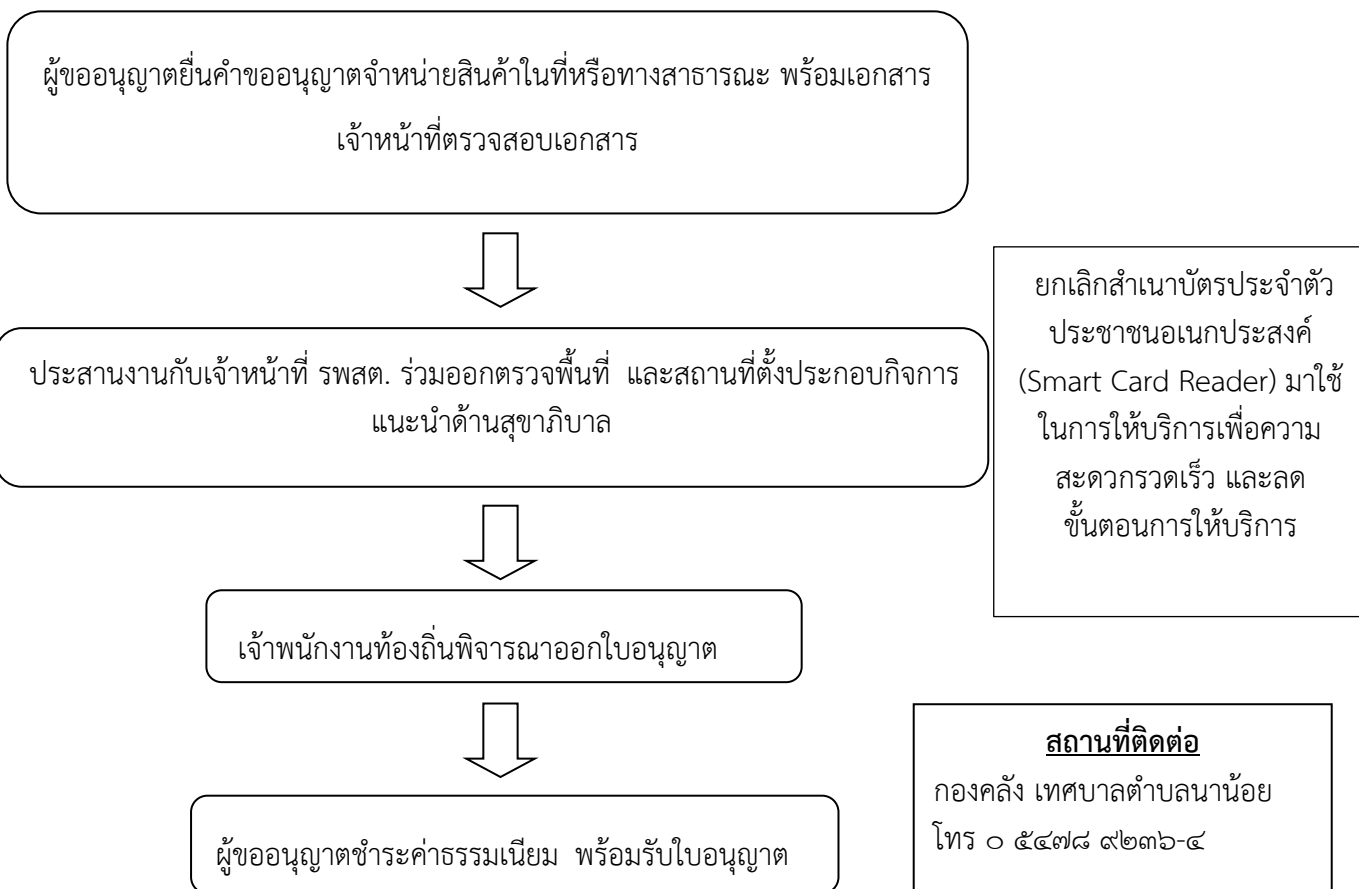 ผู้ขออนุญาตยื่นคำขออนุญาตจำหน่ายสินค้าในที่หรือทางสาธารณะ พร้อมเอกสาร
เจ้าหน้าที่ตรวจสอบเอกสาร
ประสานงานกับเจ้าหน้าที่ รพสต. ร่วมออกตรวจพื้นที่ และสถานที่ตั้งประกอบกิจการ
แนะนำด้านสุขาภิบาล
ยกเลิกสำเนาบัตรประจำตัว
ประชาชนอเนกประสงค์
(Smart Card Reader) มาใช้
ในการให้บริการเพื่อความ
สะดวกรวดเร็ว และลด
ขั้นตอนการให้บริการ
เจ้าพนักงานท้องถิ่นพิจารณาออกใบอนุญาต
ผู้ขออนุญาตชำระค่าธรรมเนียม พร้อมรับใบอนุญาต
สถานที่ติดต่อ
กองคลัง เทศบาลตำบลนาน้อย
โทร ๐ ๕๔๗๘ ๙๒๓๖-๔